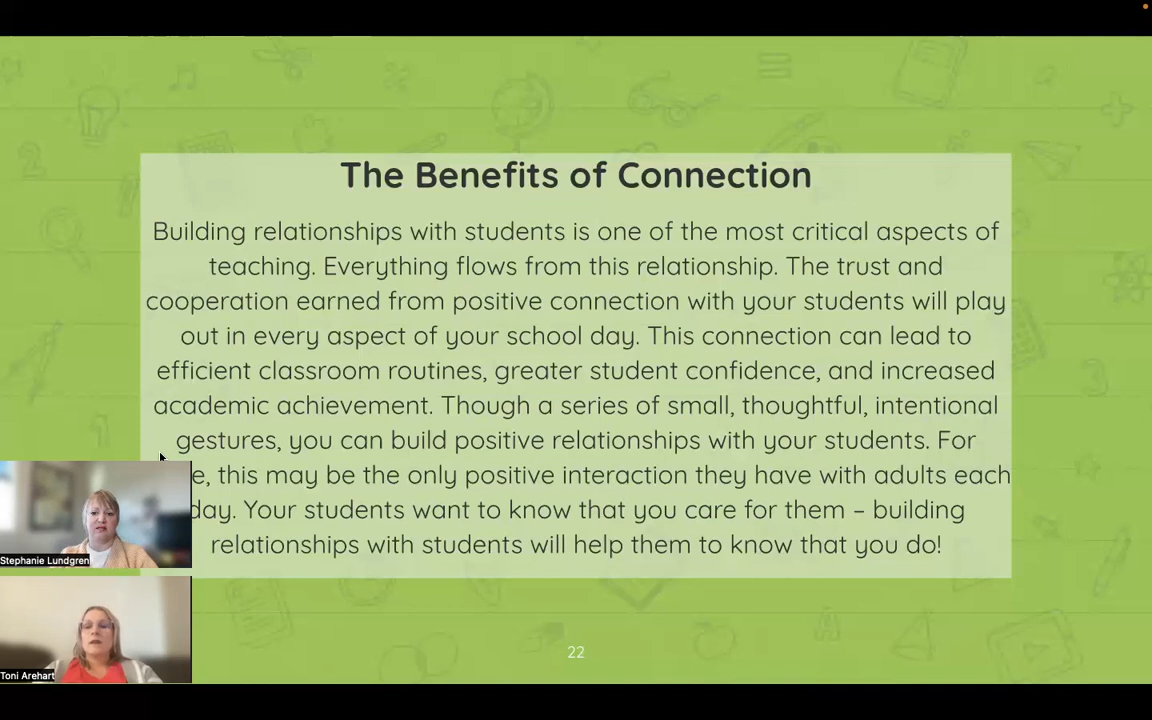 The Benefits of Connection
Building relationships with students is one of the most critical aspects of
teaching. Everything flows from this relationship. The trust and
cooperation earned from positive connection with your students will play
out in every aspect of your school day. This connection can lead to
efficient classroom routines, greater student confidence, and increased
academic achievement. Though a series of small, thoughtful, intentional
gestures, you can build positive relationships with your students. For
this may be the only positive interaction they have with adults each
day. Your students want to know that you care for them – building
relationships with students will help them to know that you do!
Stephanie Lundgren
Toni Arehart
22